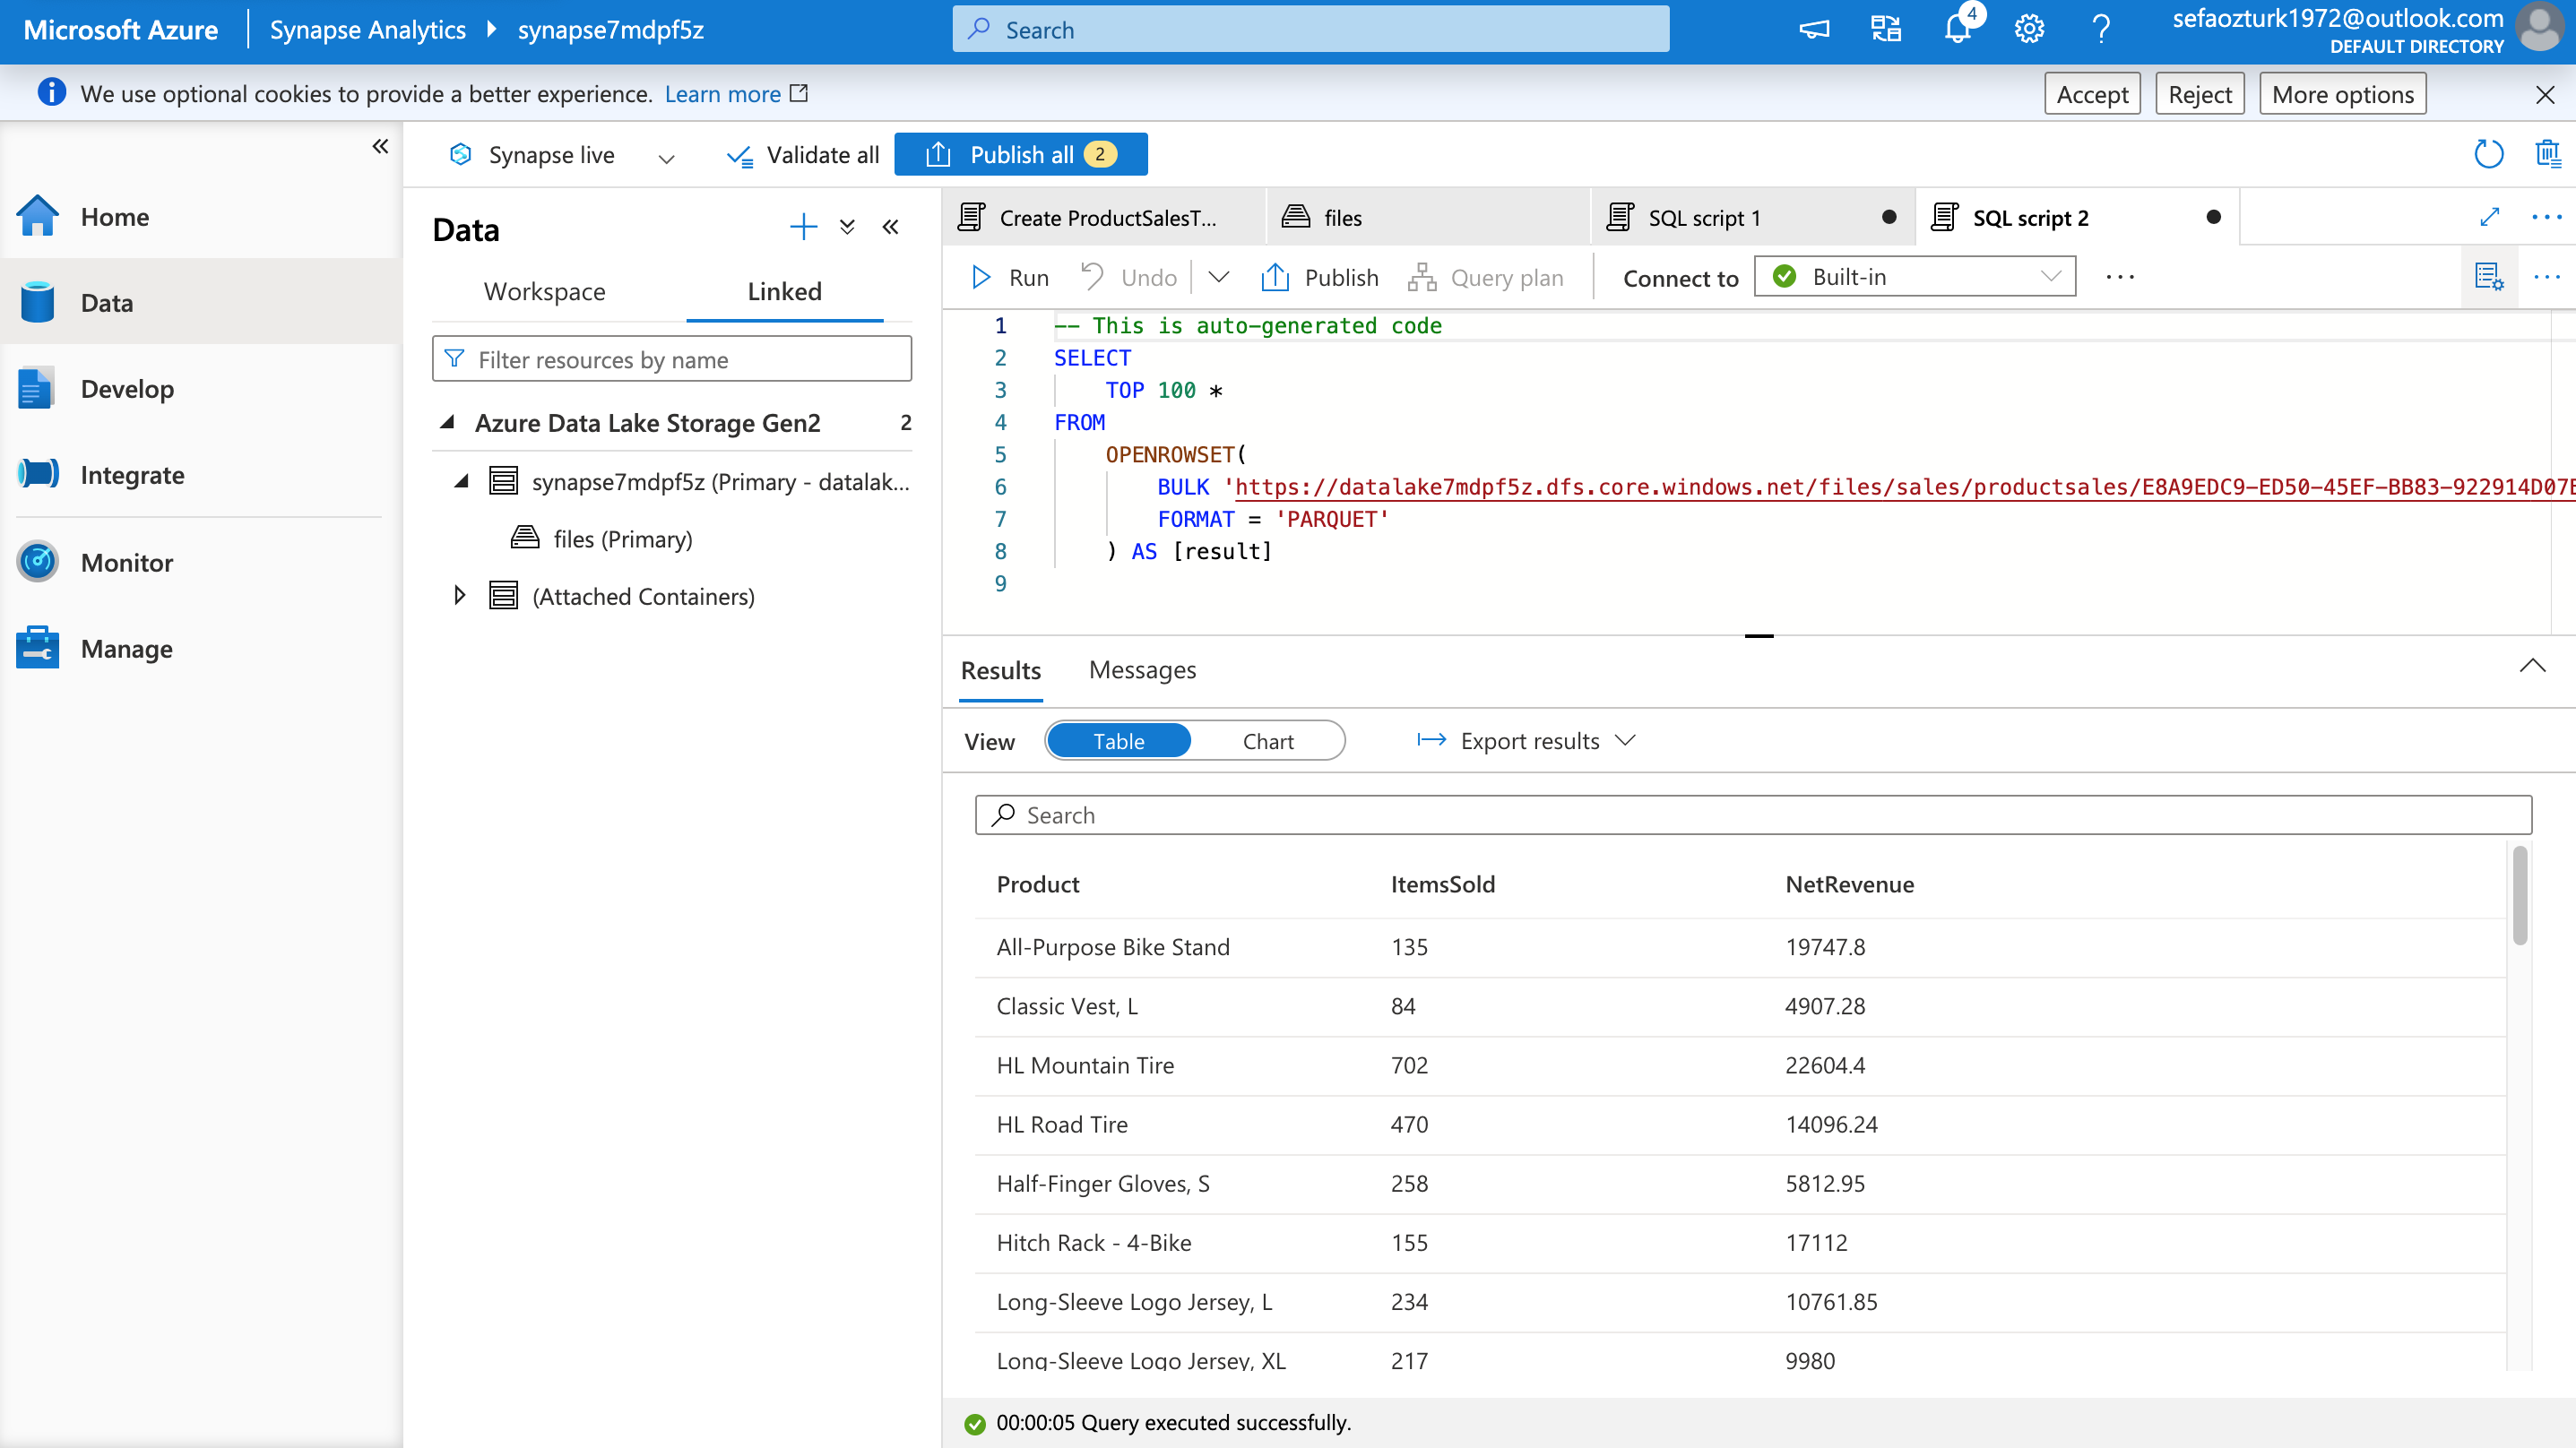 Microsoft Azure
Synapse Analytics
synapse7mdpf5z
Search
4
sefaozturk1972@outlook.com
DEFAULT DIRECTORY
We use optional cookies to provide a better experience. Learn more
Accept
Reject
More options
Home
Data
Develop
Integrate
Monitor
Manage
Synapse live
Validate all
Publish all 2
Data
Workspace
Linked
Filter resources by name
Azure Data Lake Storage Gen2 2
synapse7mdpf5z (Primary - datalak...
files (Primary)
(Attached Containers)
Create ProductSalesT...
files
SQL script 1
SQL script 2
Run
Undo
Publish
Query plan
Connect to
Built-in
1 -- This is auto-generated code
2 SELECT
3 TOP 100 *
4 FROM
5 OPENROWSET(
6 BULK 'https://datalake7mdpf5z.dfs.core.windows.net/files/sales/productsales/E8A9EDC9-ED50-45EF-BB83-922914D07
7 FORMAT = 'PARQUET'
8 ) AS [result]
9
Results
Messages
View
Table
Chart
Export results
Search
Product ItemsSold NetRevenue
All-Purpose Bike Stand 135 19747.8
Classic Vest, L 84 4907.28
HL Mountain Tire 702 22604.4
HL Road Tire 470 14096.24
Half-Finger Gloves, S 258 5812.95
Hitch Rack - 4-Bike 155 17112
Long-Sleeve Logo Jersey, L 234 10761.85
Long-Sleeve Logo Jersey, XL 217 9980
00:00:05 Query executed successfully.